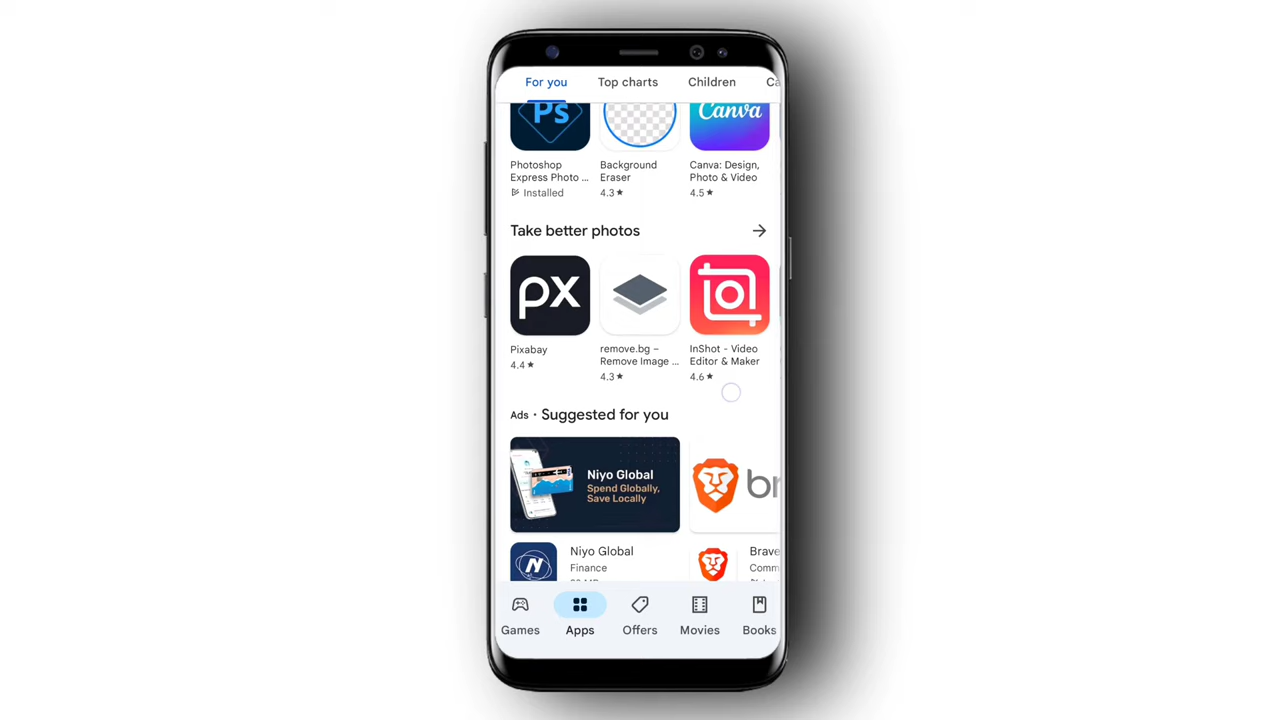 For you Top charts Children Ca
Ps Canva
Photoshop Background Canva: Design,
Express Photo ... Eraser Photo & Video
Installed 4.3★ 4.5★
Take better photos
px
Pixabay remove.bg – InShot - Video
4.4★ Remove Image ... Editor & Maker
4.3★ 4.6★
Ads • Suggested for you
Niyo Global
Spend Globally,
Save Locally
br
N
Niyo Global Brave
Finance Comm
Games Apps Offers Movies Books